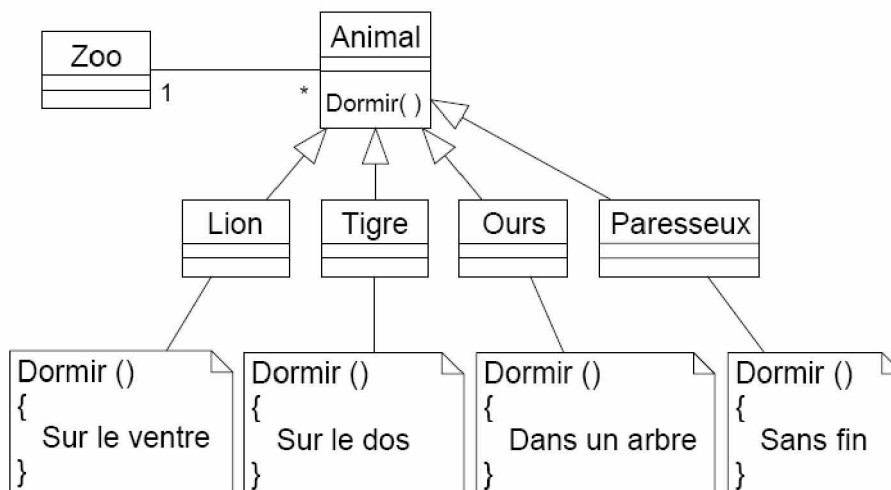 Zoo
1
*
Animal
Dormir( )
Lion
Tigre
Ours
Paresseux
Dormir ()
{
Sur le ventre
}
Dormir ()
{
Sur le dos
}
Dormir ()
{
Dans un arbre
}
Dormir ()
{
Sans fin
}